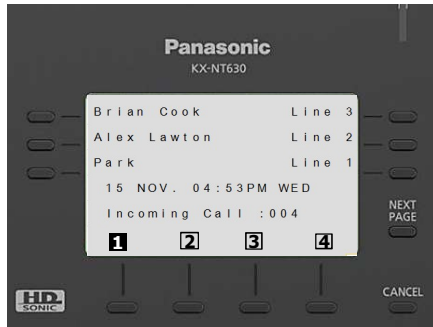 Panasonic
KX-NT630
Brian Cook Line 3
Alex Lawton Line 2
Park Line 1
15 NOV. 04:53PM WED
Incoming Call :004
1 2 3 4
NEXT
PAGE
HD
SONIC
CANCEL